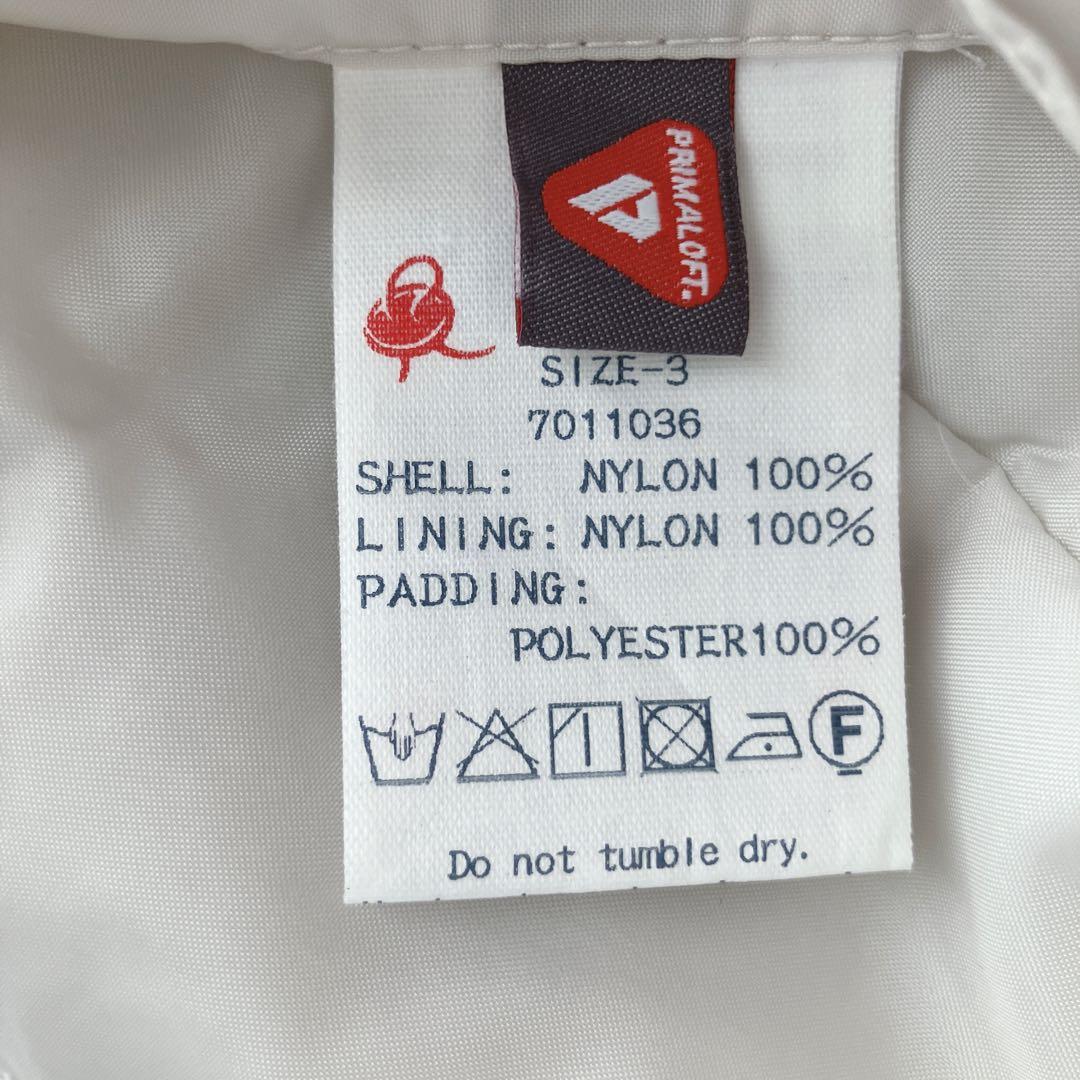 PRIMALOFT.
SIZE-3
7011036
SHELL: NYLON 100%
LINING: NYLON 100%
PADDING:
POLYESTER100%
F
Do not tumble dry.